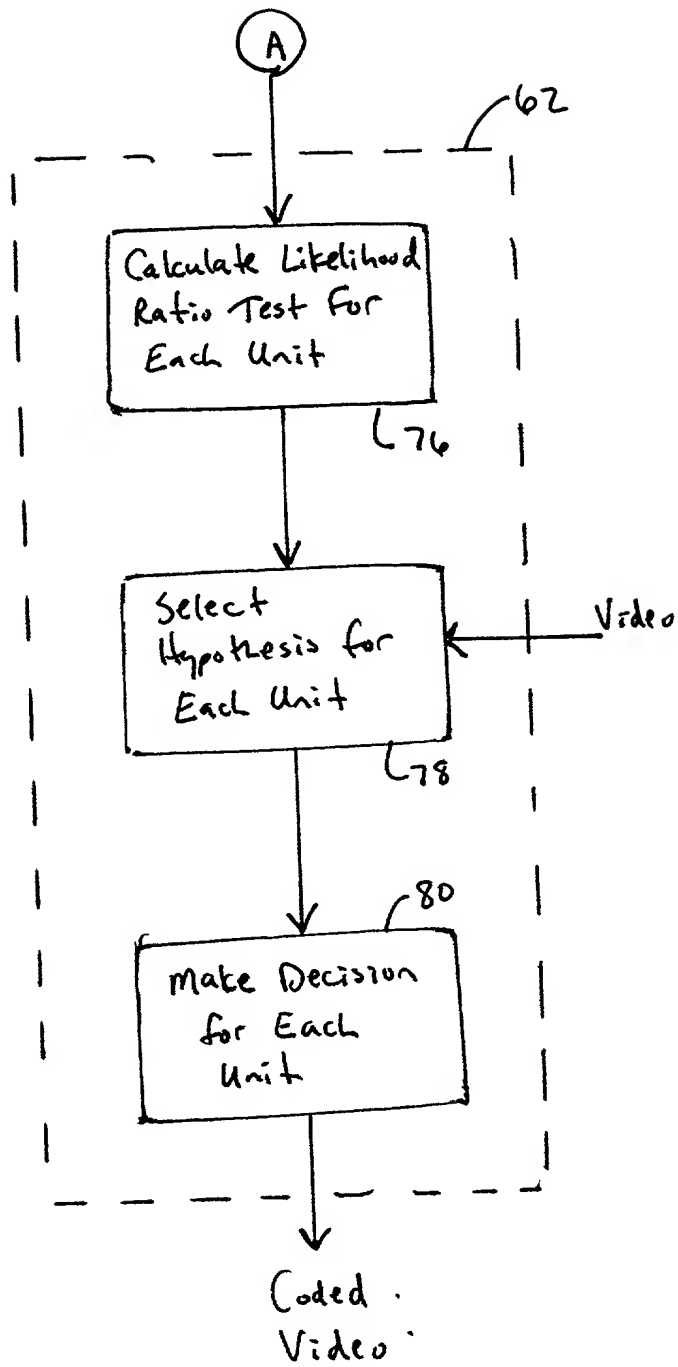 A
62
Calculate Likelihood
Ratio Test For
Each Unit
76
Select
Hypothesis for
Each Unit
Video
78
80
Make Decision
for Each
Unit
Coded
Video